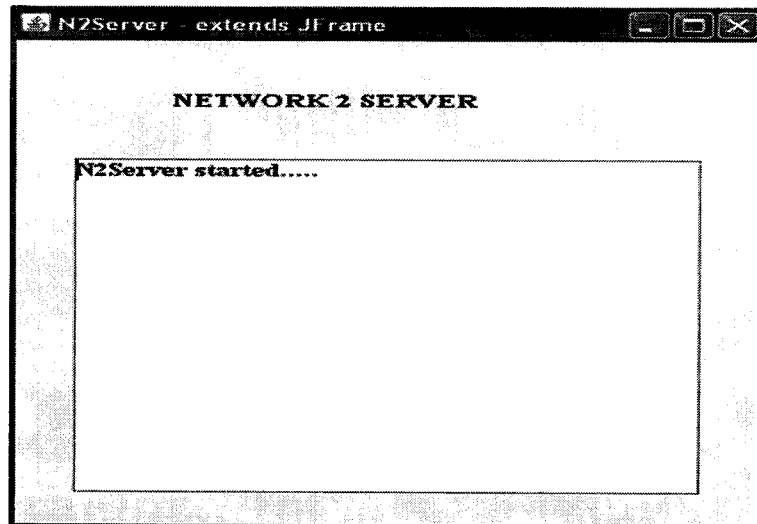 N2Server - extends JFrame
NETWORK 2 SERVER
N2Server started.....